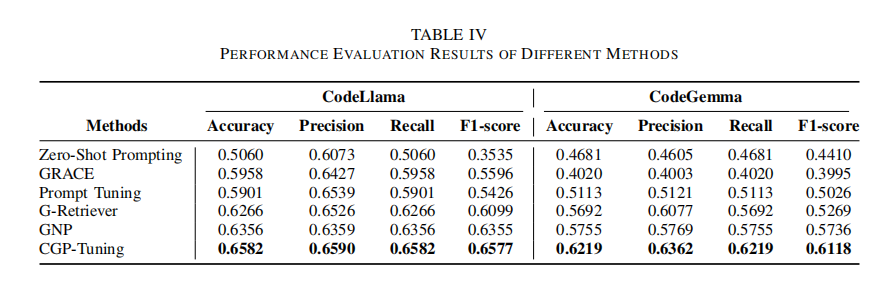 TABLE IV
PERFORMANCE EVALUATION RESULTS OF DIFFERENT METHODS
CodeLlama CodeGemma
Methods Accuracy Precision Recall F1-score Accuracy Precision Recall F1-score
Zero-Shot Prompting 0.5060 0.6073 0.5060 0.3535 0.4681 0.4605 0.4681 0.4410
GRACE 0.5958 0.6427 0.5958 0.5596 0.4020 0.4003 0.4020 0.3995
Prompt Tuning 0.5901 0.6539 0.5901 0.5426 0.5113 0.5121 0.5113 0.5026
G-Retriever 0.6266 0.6526 0.6266 0.6099 0.5692 0.6077 0.5692 0.5269
GNP 0.6356 0.6359 0.6356 0.6355 0.5755 0.5769 0.5755 0.5736
CGP-Tuning 0.6582 0.6590 0.6582 0.6577 0.6219 0.6362 0.6219 0.6118